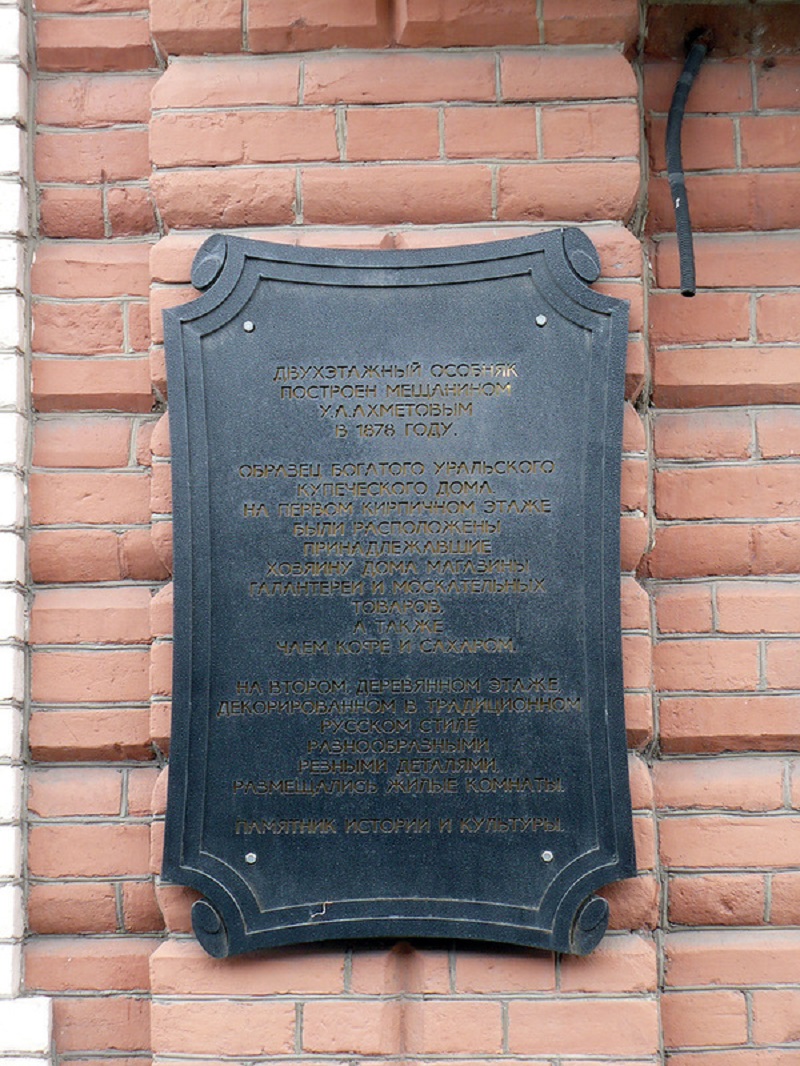 ДВУХЭТАЖНЫЙ ОСОБНЯК
ПОСТРОЕН МЕЩАНИНОМ
У.А.АХМЕТОВЫМ
В 1878 ГОДУ.
ОБРАЗЕЦ БОГАТОГО УРАЛЬСКОГО
КУПЕЧЕСКОГО ДОМА.
НА ПЕРВОМ КИРПИЧНОМ ЭТАЖЕ
БЫЛИ РАСПОЛОЖЕНЫ
ПРИНАДЛЕЖАВШИЕ
ХОЗЯИНУ ДОМА МАГАЗИНЫ
ГАЛАНТЕРЕИ И МОСКАТЕЛЬНЫХ
ТОВАРОВ,
А ТАКЖЕ
ЧАЕМ, КОФЕ И САХАРОМ.
НА ВТОРОМ, ДЕРЕВЯННОМ ЭТАЖЕ,
ДЕКОРИРОВАННОМ В ТРАДИЦИОННОМ
РУССКОМ СТИЛЕ
РАЗНООБРАЗНЫМИ
РЕЗНЫМИ ДЕТАЛЯМИ,
РАЗМЕЩАЛИСЬ ЖИЛЫЕ КОМНАТЫ.
ПАМЯТНИК ИСТОРИИ И КУЛЬТУРЫ.